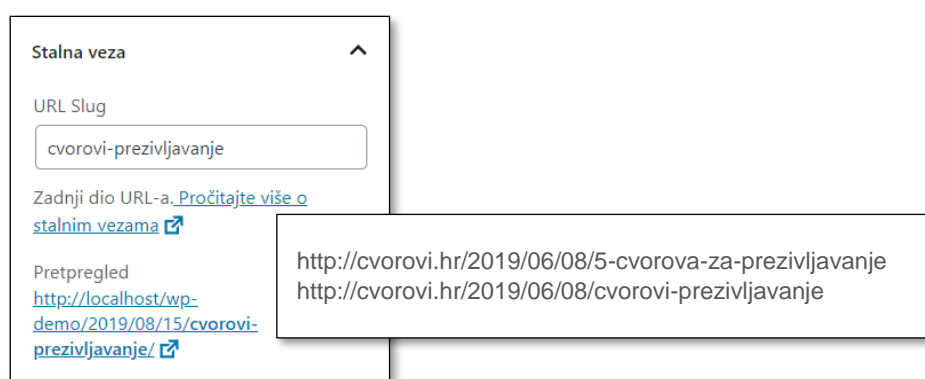 Stalna veza
URL Slug
cvorovi-prezivljavanje
Zadnji dio URL-a. Pročitajte više o
stalnim vezama
Pretpregled
http://localhost/wp-
demo/2019/08/15/cvorovi-
prezivljavanje/
http://cvorovi.hr/2019/06/08/5-cvorova-za-prezivljavanje
http://cvorovi.hr/2019/06/08/cvorovi-prezivljavanje